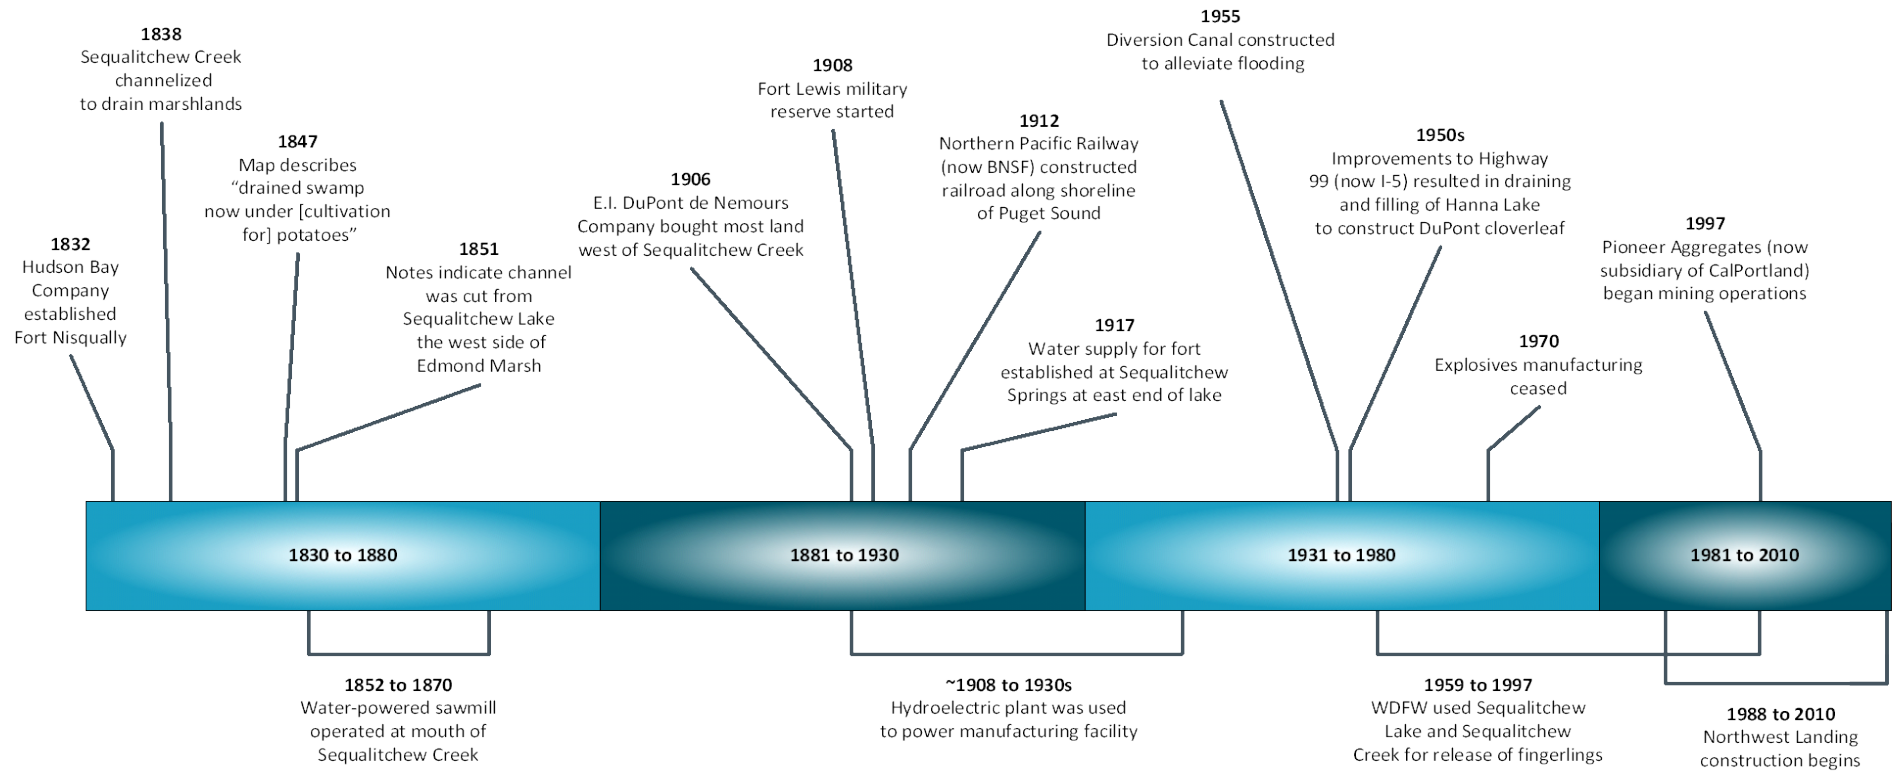 1832
Hudson Bay
Company
established
Fort Nisqually
1838
Sequalitchew Creek
channelized
to drain marshlands
1847
Map describes
“drained swamp
now under [cultivation
for] potatoes”
1851
Notes indicate channel
was cut from
Sequalitchew Lake
the west side of
Edmond Marsh
1906
E.I. DuPont de Nemours
Company bought most land
west of Sequalitchew Creek
1908
Fort Lewis military
reserve started
1912
Northern Pacific Railway
(now BNSF) constructed
railroad along shoreline
of Puget Sound
1917
Water supply for fort
established at Sequalitchew
Springs at east end of lake
1955
Diversion Canal constructed
to alleviate flooding
1950s
Improvements to Highway
99 (now I-5) resulted in draining
and filling of Hanna Lake
to construct DuPont cloverleaf
1970
Explosives manufacturing
ceased
1997
Pioneer Aggregates (now
subsidiary of CalPortland)
began mining operations
1830 to 1880
1881 to 1930
1931 to 1980
1981 to 2010
1852 to 1870
Water-powered sawmill
operated at mouth of
Sequalitchew Creek
~1908 to 1930s
Hydroelectric plant was used
to power manufacturing facility
1959 to 1997
WDFW used Sequalitchew
Lake and Sequalitchew
Creek for release of fingerlings
1988 to 2010
Northwest Landing
construction begins